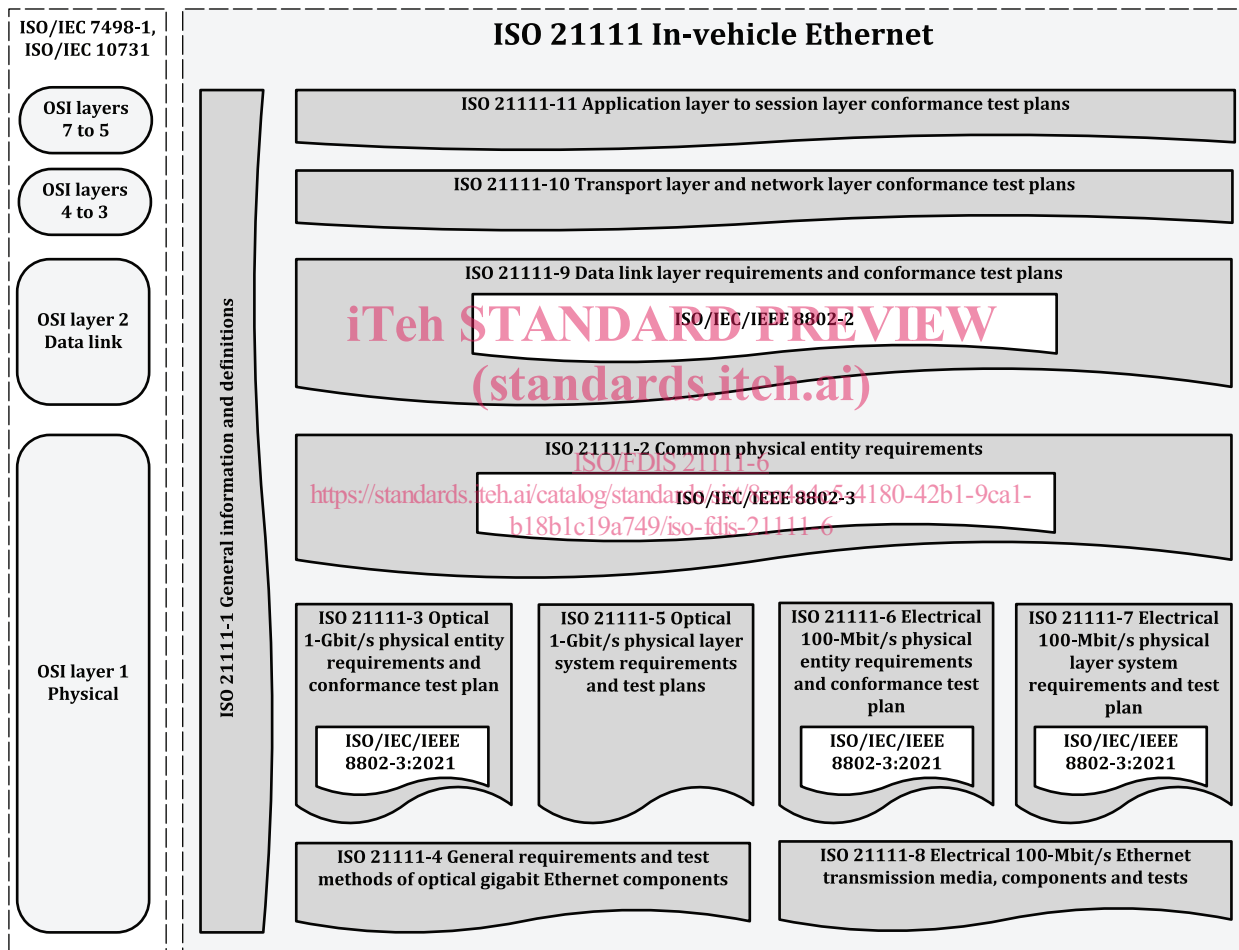 ISO/IEC 7498-1,
ISO/IEC 10731
ISO 21111 In-vehicle Ethernet
OSI layers
7 to 5
OSI layers
4 to 3
OSI layer 2
Data link
OSI layer 1
Physical
ISO 21111-1 General information and definitions
ISO 21111-11 Application layer to session layer conformance test plans
ISO 21111-10 Transport layer and network layer conformance test plans
ISO 21111-9 Data link layer requirements and conformance test plans
ISO/IEC/IEEE 8802-2
iTeh STANDARD PREVIEW
(standards.iteh.ai)
ISO 21111-2 Common physical entity requirements
ISO/FDIS 21111-6
ISO/IEC/IEEE 8802-3
https://standards.iteh.ai/catalog/standards/
b18b1c19a749/iso-fdis-21111-6
ISO 21111-3 Optical
1-Gbit/s physical entity
requirements and
conformance test plan
ISO/IEC/IEEE
8802-3:2021
ISO 21111-5 Optical
1-Gbit/s physical layer
system requirements
and test plans
ISO 21111-6 Electrical
100-Mbit/s physical
entity requirements
and conformance test
plan
ISO/IEC/IEEE
8802-3:2021
ISO 21111-7 Electrical
100-Mbit/s physical
layer system
requirements and test
plan
ISO/IEC/IEEE
8802-3:2021
ISO 21111-4 General requirements and test
methods of optical gigabit Ethernet components
ISO 21111-8 Electrical 100-Mbit/s Ethernet
transmission media, components and tests